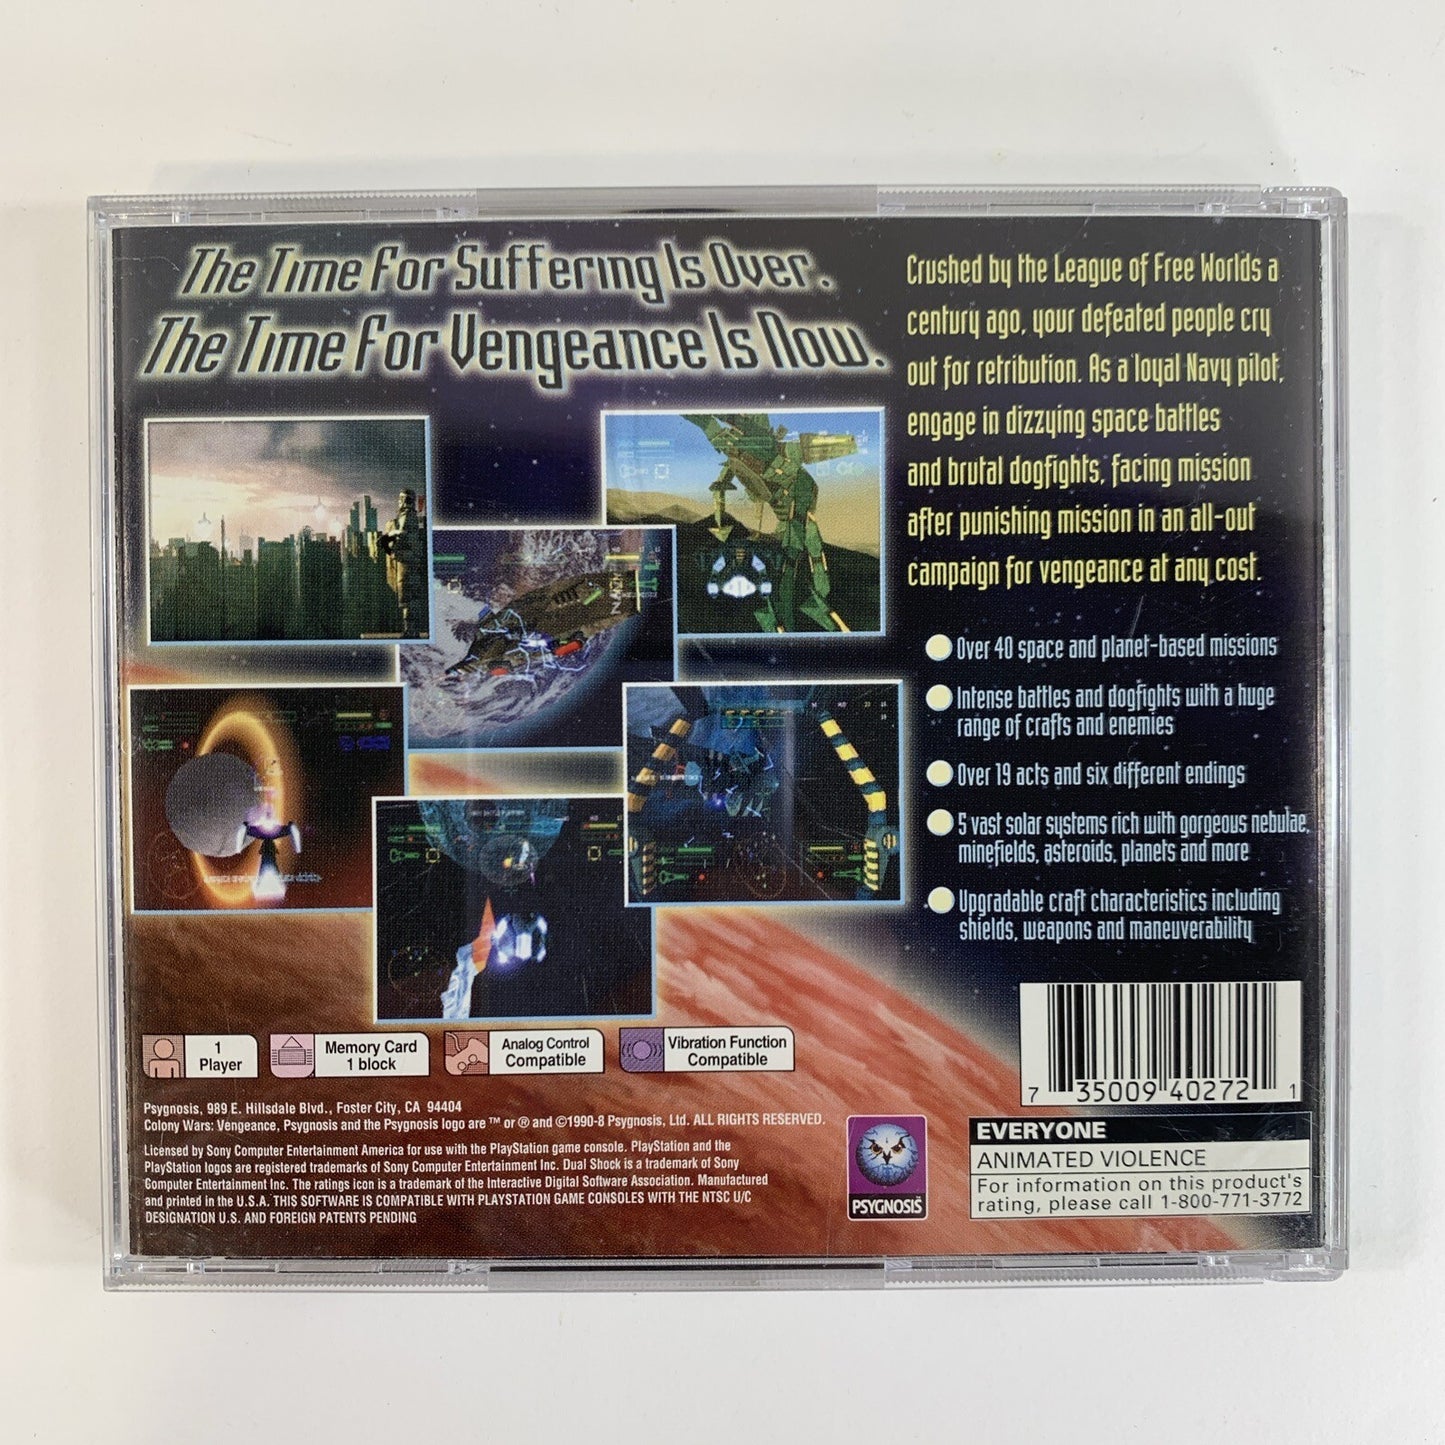 The Time For Suffering Is Over.
The Time For Vengeance Is Now.
Crushed by the League of Free Worlds a
century ago, your defeated people cry
out for retribution. As a loyal Navy pilot,
engage in dizzying space battles
and brutal dogfights, facing mission
after punishing mission in an all-out
campaign for vengeance at any cost.
Over 40 space and planet-based missions
Intense battles and dogfights with a huge
range of crafts and enemies
Over 19 acts and six different endings
5 vast solar systems rich with gorgeous nebulae,
minefields, asteroids, planets and more
Upgradable craft characteristics including
shields, weapons and maneuverability
1
Player
Memory Card
1 block
Analog Control
Compatible
Vibration Function
Compatible
Psygnosis, 989 E. Hillsdale Blvd., Foster City, CA 94404
Colony Wars: Vengeance, Psygnosis and the Psygnosis logo are ™ or ® and ©1990-8 Psygnosis, Ltd. ALL RIGHTS RESERVED.
Licensed by Sony Computer Entertainment America for use with the PlayStation game console. PlayStation and the
PlayStation logos are registered trademarks of Sony Computer Entertainment Inc. Dual Shock is a trademark of Sony
Computer Entertainment Inc. The ratings icon is a trademark of the Interactive Digital Software Association. Manufactured
and printed in the U.S.A. THIS SOFTWARE IS COMPATIBLE WITH PLAYSTATION GAME CONSOLES WITH THE NTSC U/C
DESIGNATION U.S. AND FOREIGN PATENTS PENDING
PSYGNOSIS
7 35009 40272 1
EVERYONE
ANIMATED VIOLENCE
For information on this product's
rating, please call 1-800-771-3772